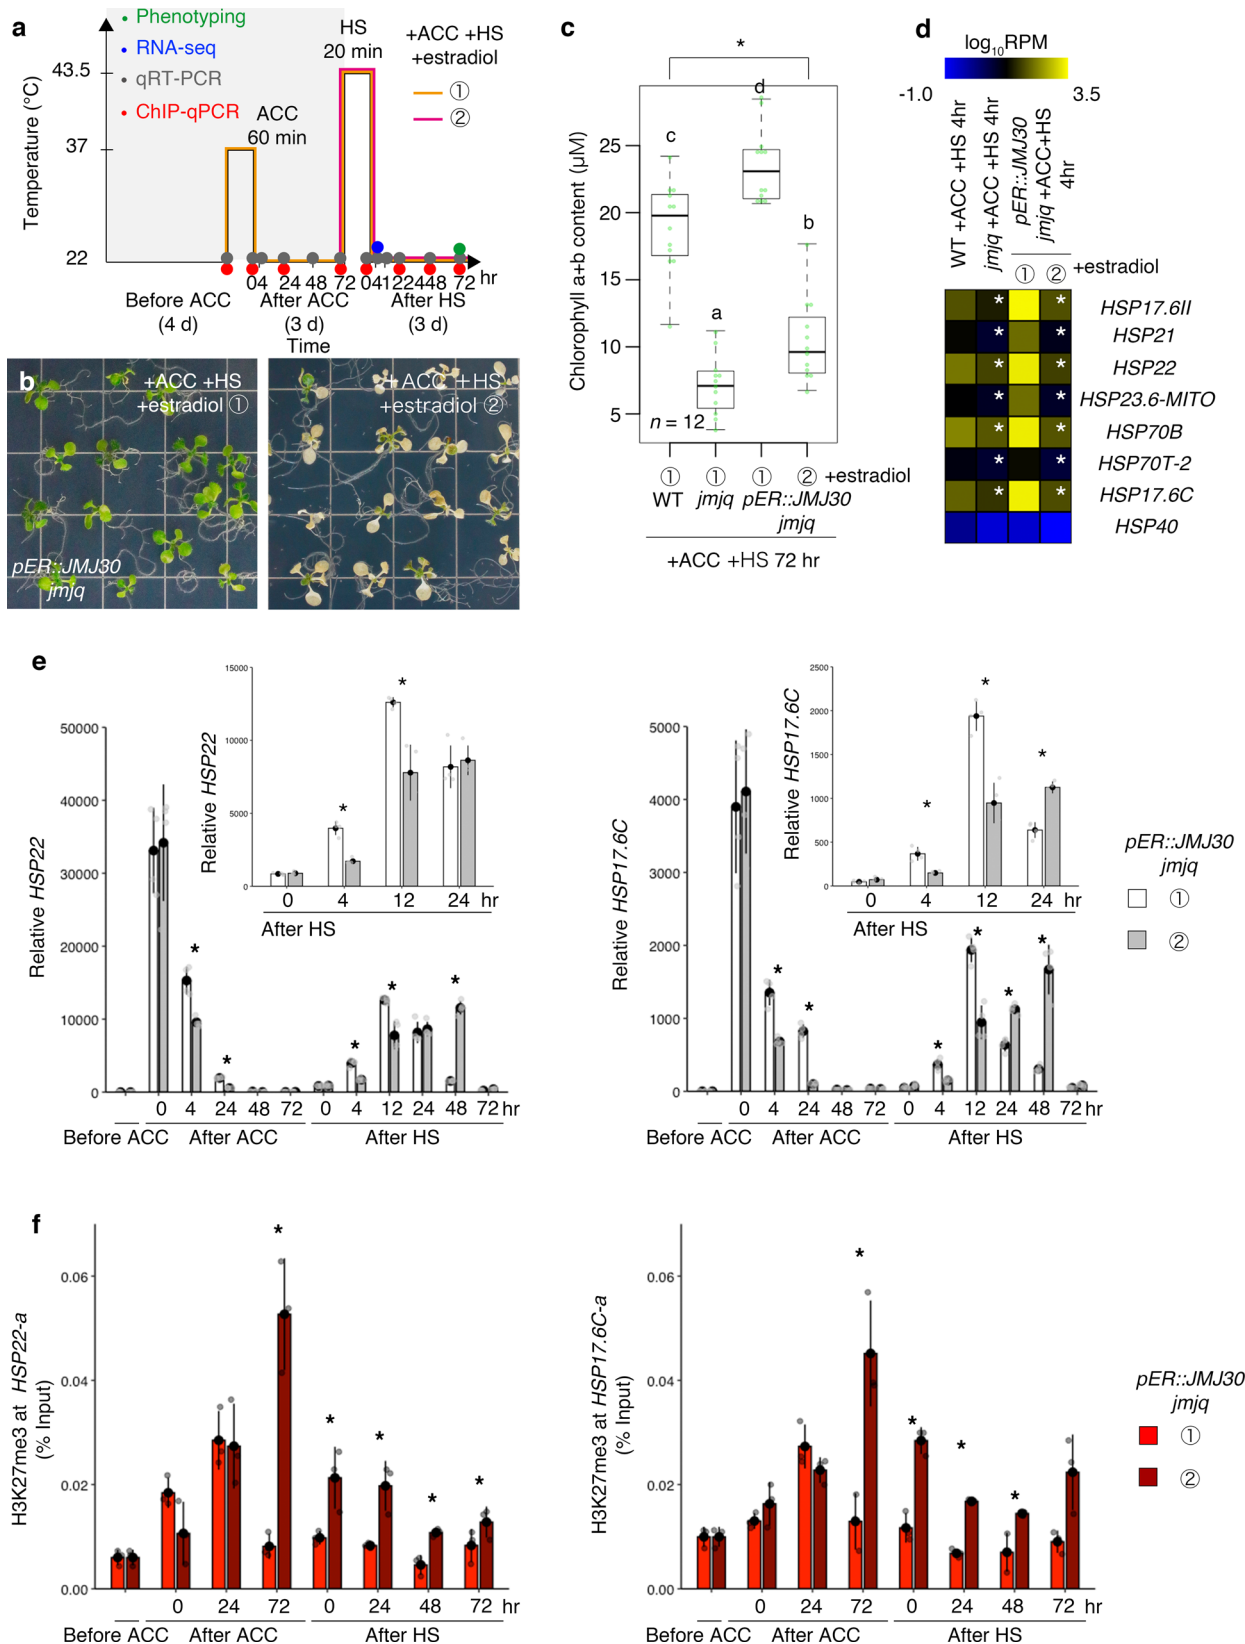 a
Phenotyping
RNA-seq
qRT-PCR
ChIP-qPCR
HS
20 min
ACC
60 min
+ACC +HS
+estradiol
①
②
Temperature (°C)
43.5
37
22
04 24 48 72 04122448 72 hr
Before ACC
(4 d)
After ACC
(3 d)
After HS
(3 d)
Time
b
+ACC +HS
+estradiol ①
pER::JMJ30
jmjq
+ACC +HS
+estradiol ②
c
*
Chlorophyll a+b content (µM)
25
20
15
10
5
c
a
d
b
n = 12
① ① ① ② +estradiol
WT jmjq pER::JMJ30
jmjq
+ACC +HS 72 hr
d
log10RPM
-1.0 3.5
WT +ACC +HS 4hr
jmjq +ACC +HS 4hr
pER::JMJ30
jmjq +ACC+HS
4hr
① ② +estradiol
* * HSP17.6II
* * HSP21
* * HSP22
* * HSP23.6-MITO
* * HSP70B
* * HSP70T-2
* * HSP17.6C
HSP40
e
Relative HSP22
50000
40000
30000
20000
10000
0
* * * * *
0 4 24 48 72 0 4 12 24 48 72 hr
Before ACC After ACC After HS
Relative HSP22
15000
10000
5000
0
* *
0 4 12 24 hr
After HS
Relative HSP17.6C
5000
4000
3000
2000
1000
0
* * * * * *
0 4 24 48 72 0 4 12 24 48 72 hr
Before ACC After ACC After HS
Relative HSP17.6C
2500
2000
1500
1000
500
0
* * *
0 4 12 24 hr
After HS
pER::JMJ30
jmjq
①
②
f
H3K27me3 at HSP22-a
(% Input)
0.06
0.04
0.02
0.00
* * * * *
0 24 72 0 24 48 72 hr
Before ACC After ACC After HS
H3K27me3 at HSP17.6C-a
(% Input)
0.06
0.04
0.02
0.00
* * * *
0 24 72 0 24 48 72 hr
Before ACC After ACC After HS
pER::JMJ30
jmjq
①
②